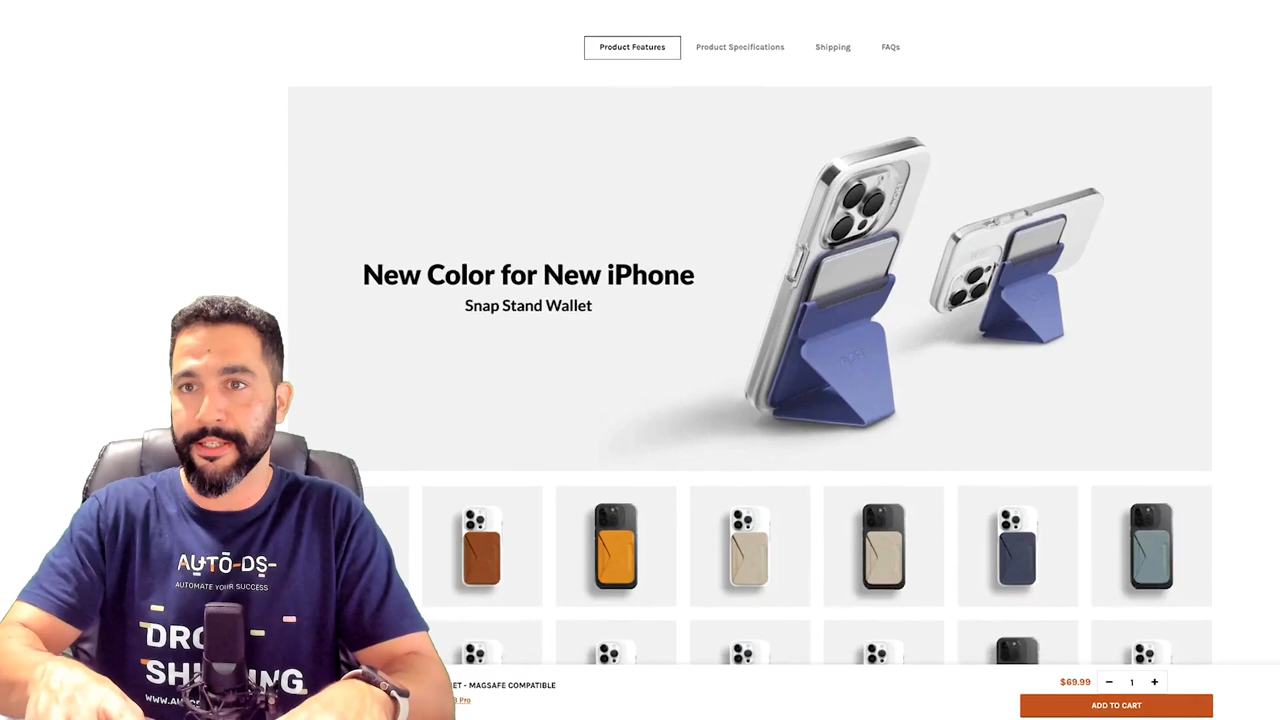 Product Features
Product Specifications
Shipping
FAQs
New Color for New iPhone
Snap Stand Wallet
AUTO-DS-
AUTOMATE YOUR SUCCESS
- MAGSAFE COMPATIBLE
Pro
$69.99
1
ADD TO CART